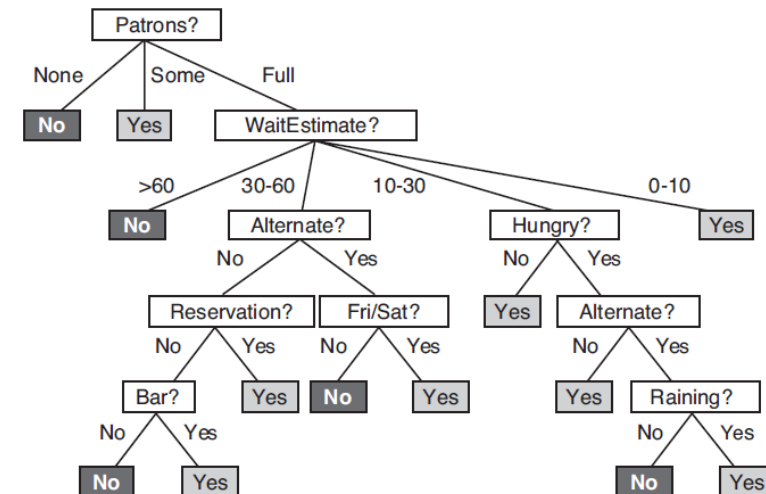 Patrons?
None Some Full
No Yes WaitEstimate?
>60 30-60 10-30 0-10
No Alternate? Hungry? Yes
No Yes No Yes
Reservation? Fri/Sat? Yes Alternate?
No Yes No Yes No Yes
Bar? Yes No Yes Yes Raining?
No Yes No Yes
No Yes No Yes